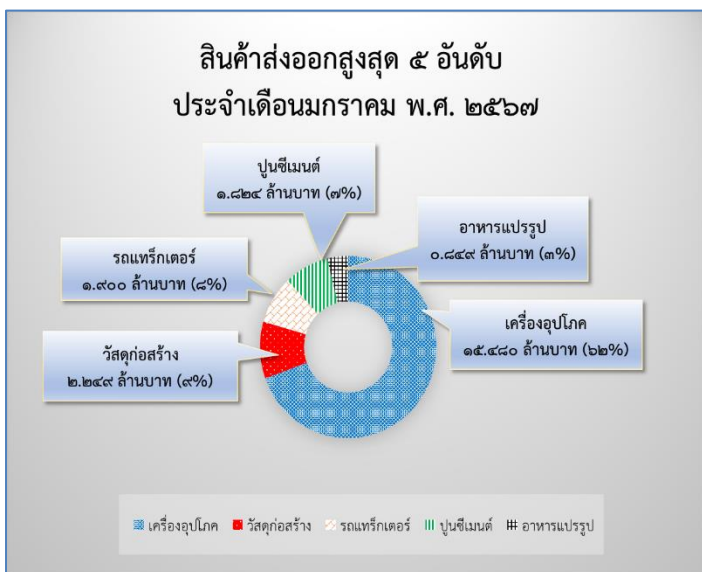 สินค้าส่งออกสูงสุด ๕ อันดับ
ประจำเดือนมกราคม พ.ศ. ๒๕๖๗
ปูนซีเมนต์
๑.๘๒๔ ล้านบาท (๗%)
อาหารแปรรูป
๐.๘๔๙ ล้านบาท (๓%)
รถแทร็กเตอร์
๑.๙๐๐ ล้านบาท (๘%)
เครื่องอุปโภค
๑๕.๔๘๐ ล้านบาท (๖๒%)
วัสดุก่อสร้าง
๒.๒๔๙ ล้านบาท (๙%)
เครื่องอุปโภค วัสดุก่อสร้าง รถแทร็กเตอร์ ปูนซีเมนต์ อาหารแปรรูป